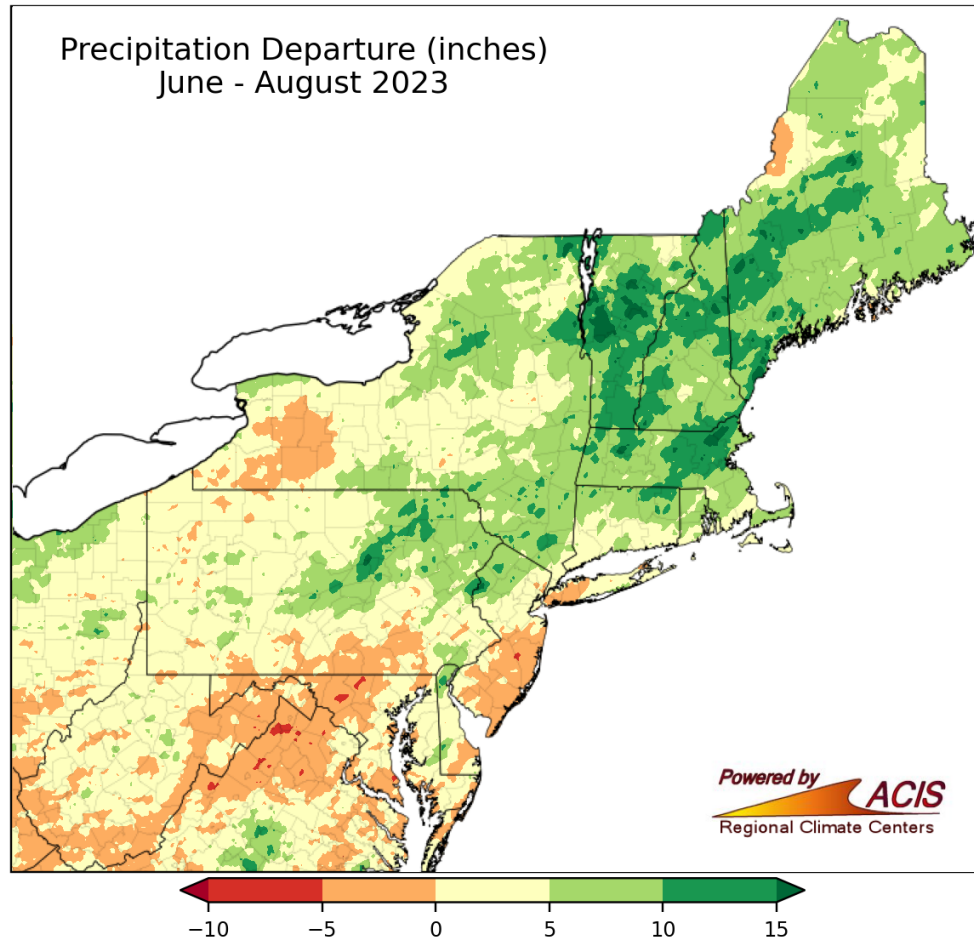 Precipitation Departure (inches)
June - August 2023
Powered by
ACIS
Regional Climate Centers
−10 −5 0 5 10 15